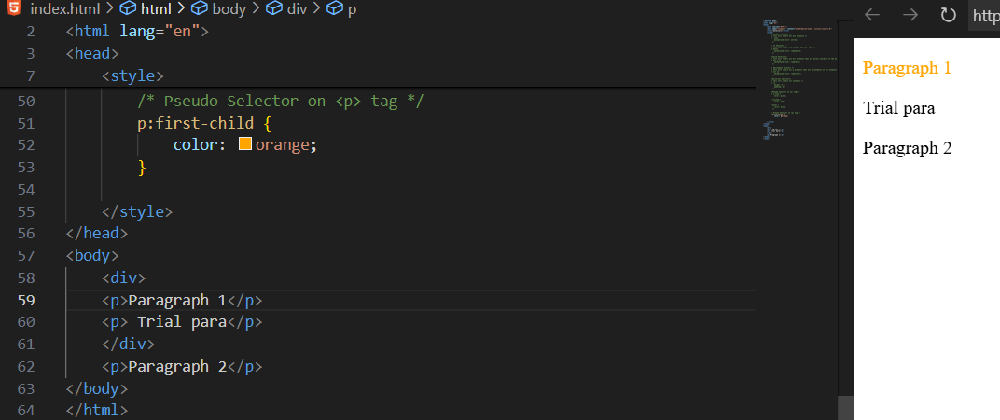 index.html > html > body > div > p
2 <html lang="en">
3 <head>
7 <style>
50 /* Pseudo Selector on <p> tag */
51 p:first-child {
52 color: orange;
53 }
54
55 </style>
56 </head>
57 <body>
58 <div>
59 <p>Paragraph 1</p>
60 <p> Trial para</p>
61 </div>
62 <p>Paragraph 2</p>
63 </body>
64 </html>
http
Paragraph 1
Trial para
Paragraph 2